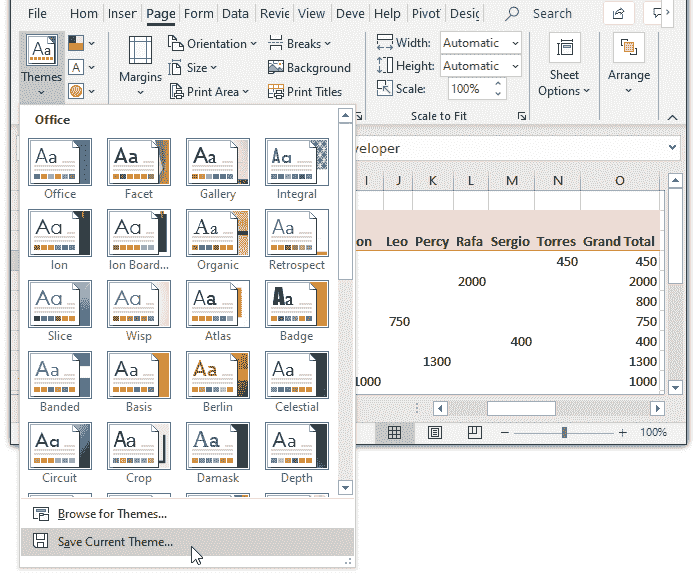 File Hom Inser Page Form Data Revie View Deve Help Pivot Desig Search
Themes
Aa
A
Margins
Orientation
Size
Print Area
Breaks
Background
Print Titles
Width: Automatic
Height: Automatic
Scale: 100%
Scale to Fit
Sheet
Options
Arrange
Office
Aa Aa Aa Aa
Office Facet Gallery Integral
Aa Aa Aa Aa
Ion Ion Board... Organic Retrospect
Aa Aa Aa Aa
Slice Wisp Atlas Badge
Aa Aa Aa Aa
Banded Basis Berlin Celestial
Aa Aa Aa Aa
Circuit Crop Damask Depth
Browse for Themes...
Save Current Theme...
veloper
I J K L M N O
on Leo Percy Rafa Sergio Torres Grand Total
450 450
2000 2000
800
750 750
400 400
1300 1300
1000 1000
100%